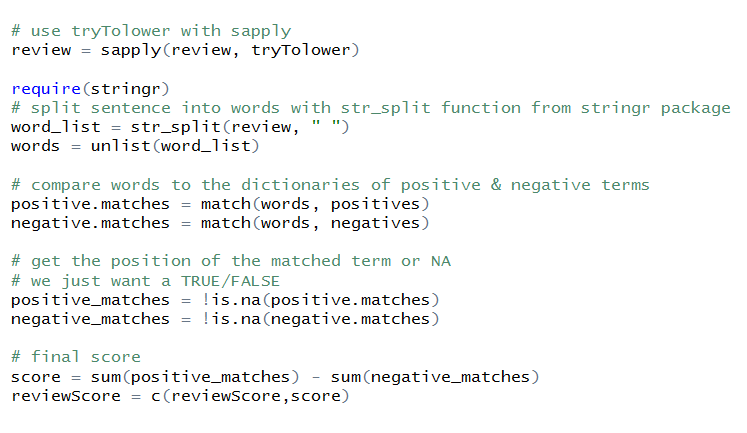 # use tryTolower with sapply
review = sapply(review, tryTolower)
require(stringr)
# split sentence into words with str_split function from stringr package
word_list = str_split(review, " ")
words = unlist(word_list)
# compare words to the dictionaries of positive & negative terms
positive.matches = match(words, positives)
negative.matches = match(words, negatives)
# get the position of the matched term or NA
# we just want a TRUE/FALSE
positive_matches = !is.na(positive.matches)
negative_matches = !is.na(negative.matches)
# final score
score = sum(positive_matches) - sum(negative_matches)
reviewScore = c(reviewScore,score)